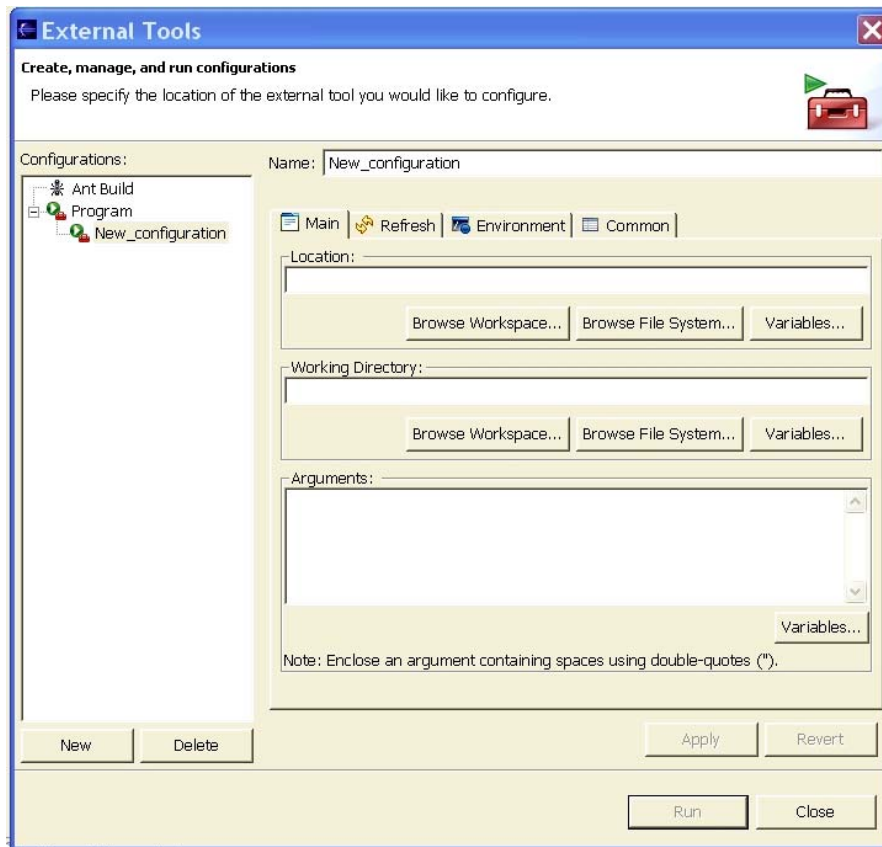 External Tools
Create, manage, and run configurations
Please specify the location of the external tool you would like to configure.
Configurations:
Ant Build
Program
New_configuration
New Delete
Name: New_configuration
Main Refresh Environment Common
Location:
Browse Workspace... Browse File System... Variables...
Working Directory:
Browse Workspace... Browse File System... Variables...
Arguments:
Variables...
Note: Enclose an argument containing spaces using double-quotes (").
Apply Revert
Run Close